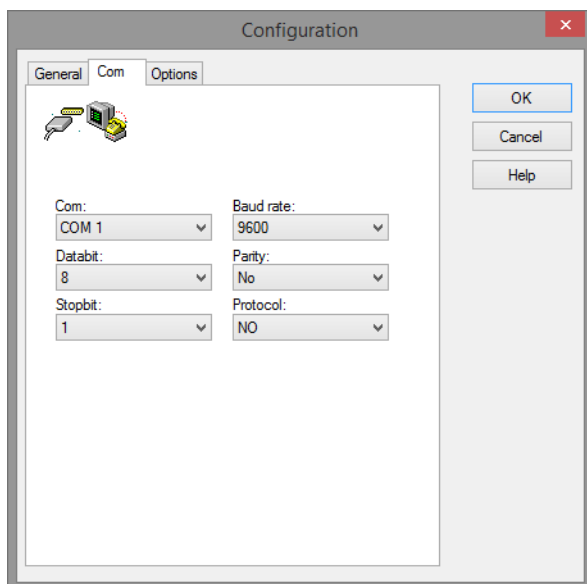 Configuration
General Com Options
OK
Cancel
Help
Com: Baud rate:
COM 1 9600
Databit: Parity:
8 No
Stopbit: Protocol:
1 NO